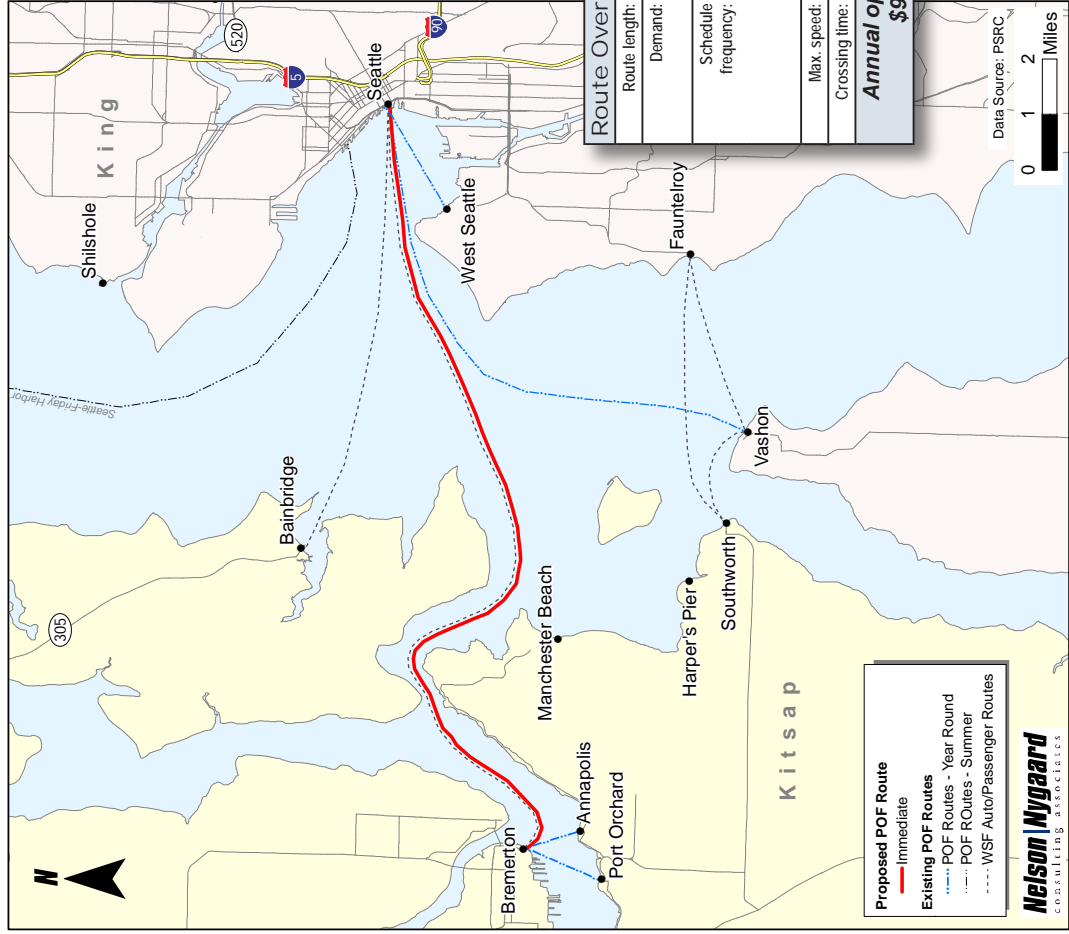 520
90
5
Seattle
King
Shilshole
West Seattle
Fauntleroy
Seattle-Friday Harbor
Bainbridge
305
Vashon
Southworth
Harper's Pier
Manchester Beach
Kitsap
Annapolis
Port Orchard
Bremerton
N
Route Over
Route length:
Demand:
Schedule
frequency:
Max. speed:
Crossing time:
Annual op
$9
Data Source: PSRC
0 1 2
Miles
Proposed POF Route
Immediate
Existing POF Routes
POF Routes - Year Round
POF ROutes - Summer
WSF Auto/Passenger Routes
Nelson|Nygaard
consulting associates